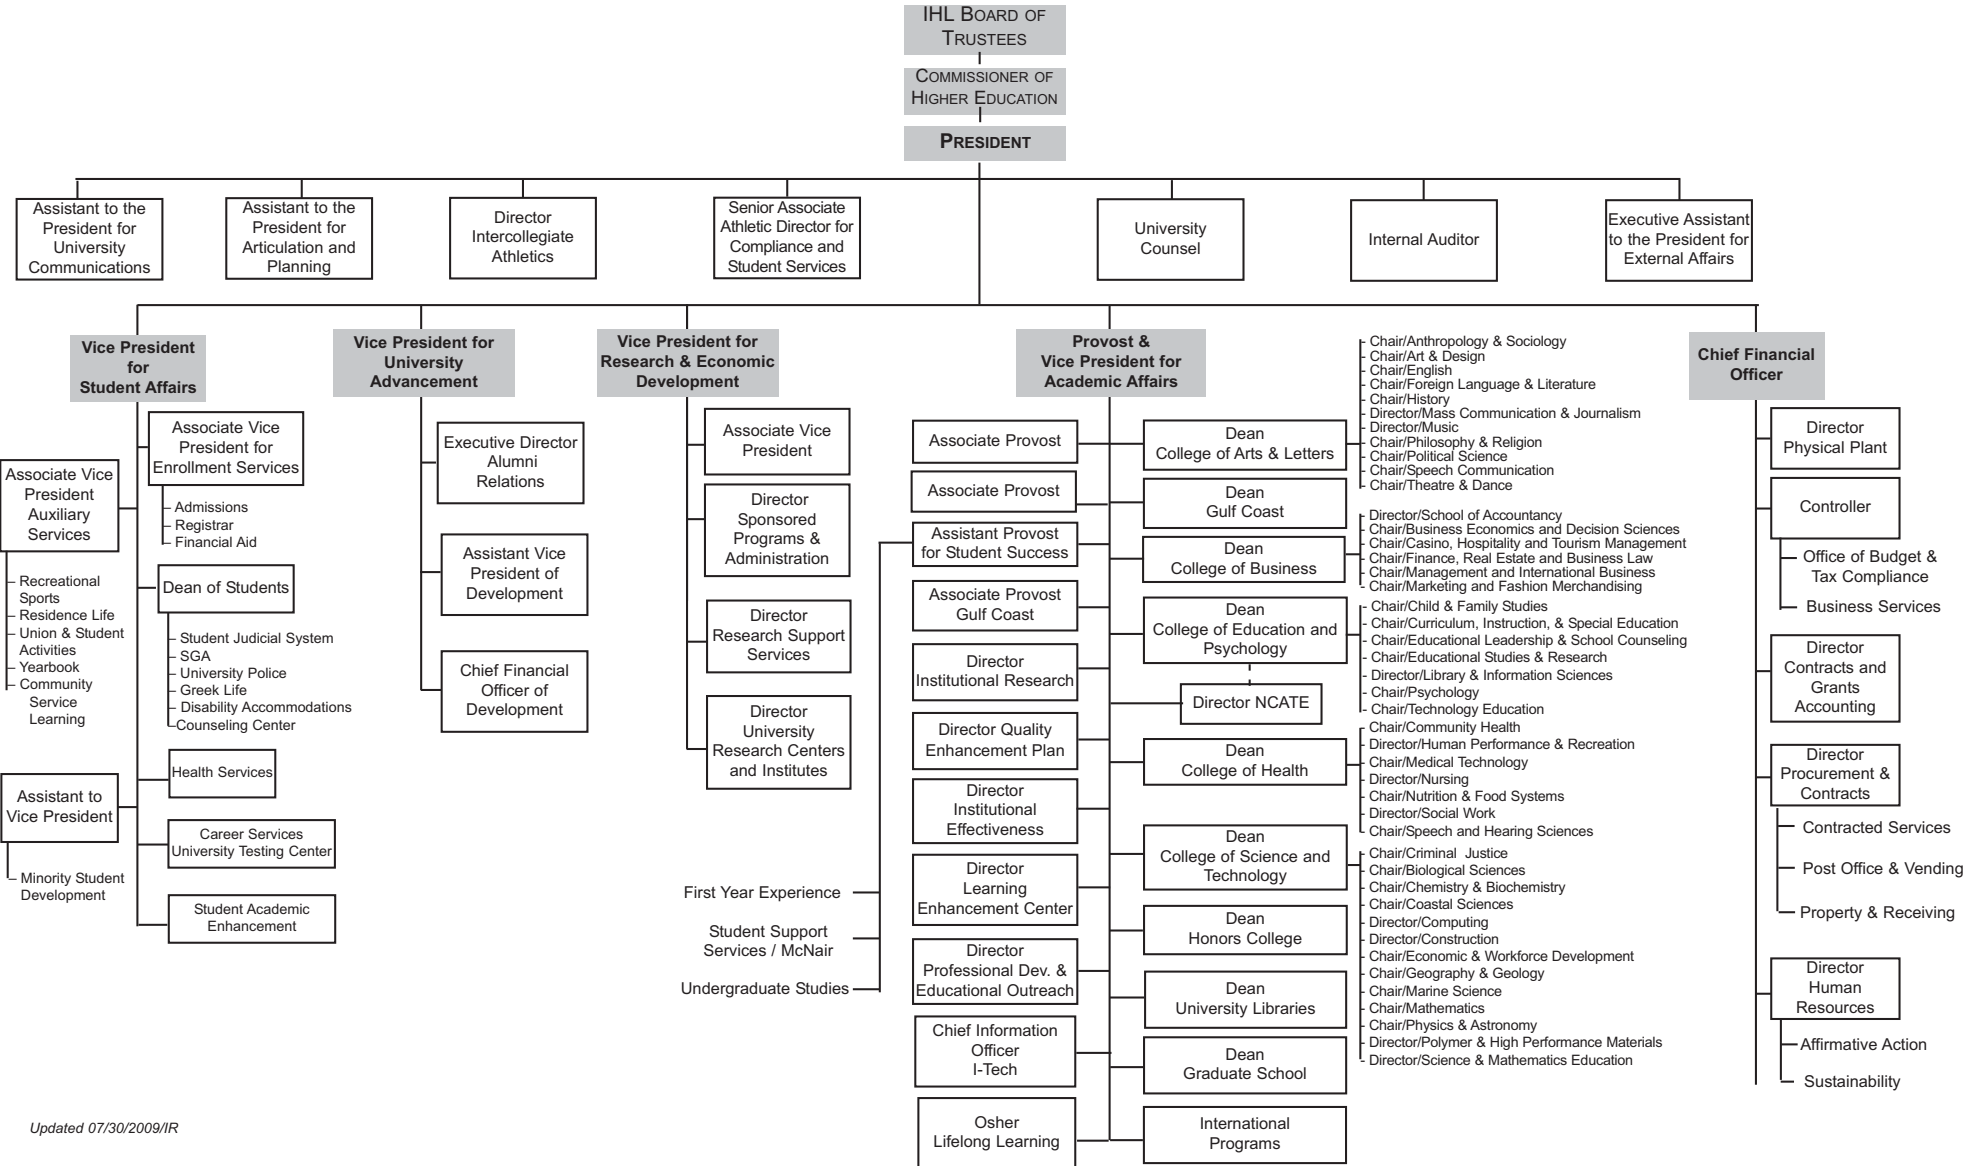 IHL BOARD OF
TRUSTEES
COMMISSIONER OF
HIGHER EDUCATION
PRESIDENT
Assistant to the
President for
University
Communications
Assistant to the
President for
Articulation and
Planning
Director
Intercollegiate
Athletics
Senior Associate
Athletic Director for
Compliance and
Student Services
University
Counsel
Internal Auditor
Executive Assistant
to the President for
External Affairs
Vice President
for
Student Affairs
Associate Vice
President for
Enrollment Services
Admissions
Registrar
Financial Aid
Associate Vice
President
Auxiliary
Services
Recreational
Sports
Residence Life
Union & Student
Activities
Yearbook
Community
Service
Learning
Dean of Students
Student Judicial System
SGA
University Police
Greek Life
Disability Accommodations
Counseling Center
Health Services
Assistant to
Vice President
Minority Student
Development
Career Services
University Testing Center
Student Academic
Enhancement
Vice President for
University
Advancement
Executive Director
Alumni
Relations
Assistant Vice
President of
Development
Chief Financial
Officer of
Development
Vice President for
Research & Economic
Development
Associate Vice
President
Director
Sponsored
Programs &
Administration
Director
Research Support
Services
Director
University
Research Centers
and Institutes
Provost &
Vice President for
Academic Affairs
Associate Provost
Associate Provost
Assistant Provost
for Student Success
First Year Experience
Student Support
Services / McNair
Undergraduate Studies
Associate Provost
Gulf Coast
Director
Institutional Research
Director Quality
Enhancement Plan
Director
Institutional
Effectiveness
Director
Learning
Enhancement Center
Director
Professional Dev. &
Educational Outreach
Chief Information
Officer
I-Tech
Osher
Lifelong Learning
Dean
College of Arts & Letters
Chair/Anthropology & Sociology
Chair/Art & Design
Chair/English
Chair/Foreign Language & Literature
Chair/History
Director/Mass Communication & Journalism
Director/Music
Chair/Philosophy & Religion
Chair/Political Science
Chair/Speech Communication
Chair/Theatre & Dance
Dean
Gulf Coast
Dean
College of Business
Director/School of Accountancy
Chair/Business Economics and Decision Sciences
Chair/Casino, Hospitality and Tourism Management
Chair/Finance, Real Estate and Business Law
Chair/Management and International Business
Chair/Marketing and Fashion Merchandising
Dean
College of Education and
Psychology
Chair/Child & Family Studies
Chair/Curriculum, Instruction, & Special Education
Chair/Educational Leadership & School Counseling
Chair/Educational Studies & Research
Director/Library & Information Sciences
Chair/Psychology
Chair/Technology Education
Director NCATE
Dean
College of Health
Chair/Community Health
Director/Human Performance & Recreation
Chair/Medical Technology
Director/Nursing
Chair/Nutrition & Food Systems
Director/Social Work
Chair/Speech and Hearing Sciences
Dean
College of Science and
Technology
Chair/Criminal Justice
Chair/Biological Sciences
Chair/Chemistry & Biochemistry
Chair/Coastal Sciences
Director/Computing
Director/Construction
Chair/Economic & Workforce Development
Chair/Geography & Geology
Chair/Marine Science
Chair/Mathematics
Chair/Physics & Astronomy
Director/Polymer & High Performance Materials
Director/Science & Mathematics Education
Dean
Honors College
Dean
University Libraries
Dean
Graduate School
International
Programs
Chief Financial
Officer
Director
Physical Plant
Controller
Office of Budget &
Tax Compliance
Business Services
Director
Contracts and
Grants
Accounting
Director
Procurement &
Contracts
Contracted Services
Post Office & Vending
Property & Receiving
Director
Human
Resources
Affirmative Action
Sustainability
Updated 07/30/2009/IR